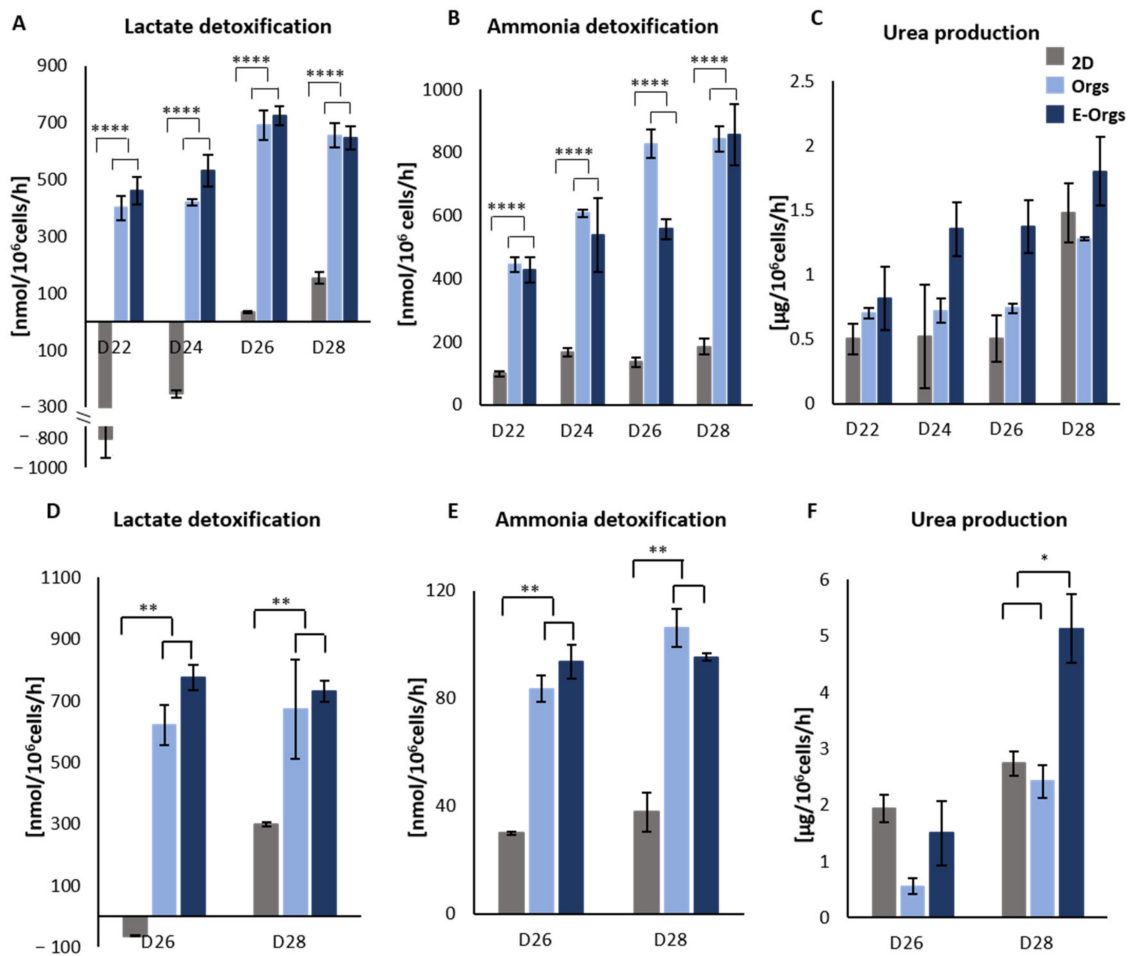 A
Lactate detoxification
[nmol/10⁶cells/h]
900
700
500
300
100
100
− 300
− 800
− 1000
****
****
****
****
D22
D24
D26
D28
B
Ammonia detoxification
[nmol/10⁶ cells/h]
1000
800
600
400
200
0
****
****
****
****
D22
D24
D26
D28
C
Urea production
[µg/10⁶cells/h]
2.5
2
1.5
1
0.5
0
D22
D24
D26
D28
2D
Orgs
E-Orgs
D
Lactate detoxification
[nmol/10⁶cells/h]
1100
900
700
500
300
100
− 100
**
**
D26
D28
E
Ammonia detoxification
[nmol/10⁶cells/h]
120
80
40
0
**
**
D26
D28
F
Urea production
[µg/10⁶cells/h]
6
5
4
3
2
1
0
*
D26
D28